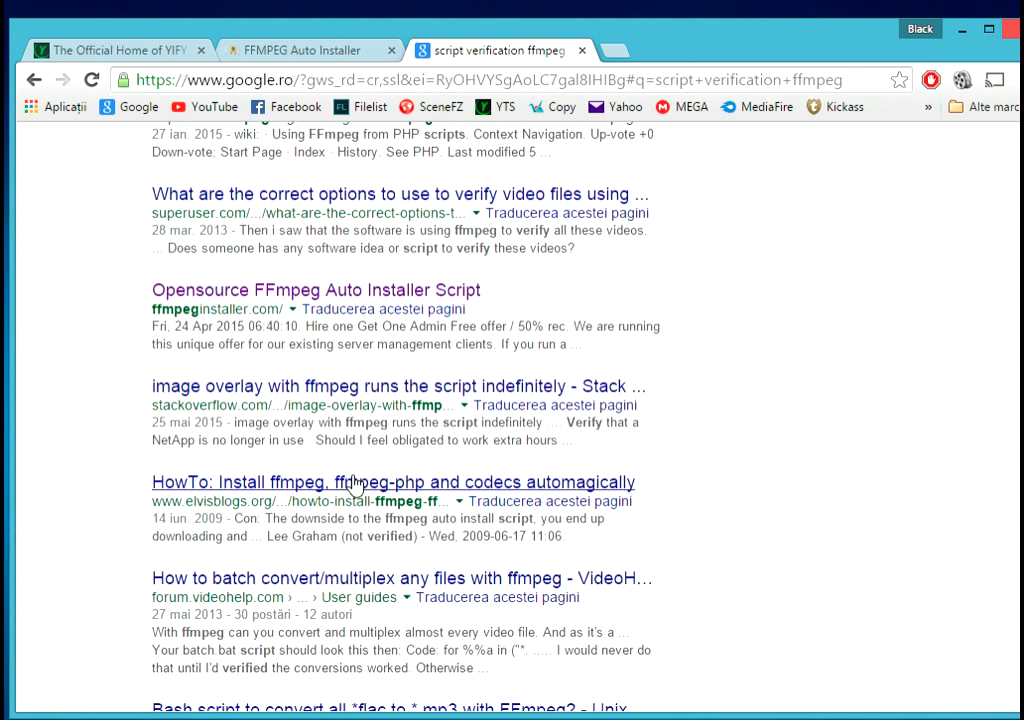 Black
The Official Home of YIFY
FFMPEG Auto Installer
script verification ffmpeg
https://www.google.ro/?gws_rd=cr,ssl&ei=RyOHVYSgAoLC7gal8IHIBg#q=script+verification+ffmpeg
Aplicații Google YouTube Facebook Filelist SceneFZ YTS Copy Yahoo MEGA MediaFire Kickass » Alte marc
27 ian. 2015 - wiki: · Using FFmpeg from PHP scripts. Context Navigation. Up-vote +0
Down-vote; Start Page · Index · History. See PHP. Last modified 5 ...
What are the correct options to use to verify video files using ...
superuser.com/.../what-are-the-correct-options-t... Traducerea acestei pagini
28 mar. 2013 - Then i saw that the software is using ffmpeg to verify all these videos.
... Does someone has any software idea or script to verify these videos?
Opensource FFmpeg Auto Installer Script
ffmpeginstaller.com/ Traducerea acestei pagini
Fri, 24 Apr 2015 06:40:10. Hire one Get One Admin Free offer / 50% rec. We are running
this unique offer for our existing server management clients. If you run a ...
image overlay with ffmpeg runs the script indefinitely - Stack ...
stackoverflow.com/.../image-overlay-with-ffmp... Traducerea acestei pagini
25 mai 2015 - image overlay with ffmpeg runs the script indefinitely .... Verify that a
NetApp is no longer in use · Should I feel obligated to work extra hours ...
HowTo: Install ffmpeg, ffmpeg-php and codecs automagically
www.elvisblogs.org/.../howto-install-ffmpeg-ff... Traducerea acestei pagini
14 iun. 2009 - Con: The downside to the ffmpeg auto install script, you end up
downloading and ... Lee Graham (not verified) - Wed, 2009-06-17 11:06.
How to batch convert/multiplex any files with ffmpeg - VideoH...
forum.videohelp.com › ... › User guides Traducerea acestei pagini
27 mai 2013 - 30 postări - 12 autori
With ffmpeg can you convert and multiplex almost every video file. And as it's a ...
Your batch.bat script should look this then: Code: for %%a in ("*. ..... I would never do
that until I'd verified the conversions worked. Otherwise ...
Bash script to convert all *flac to *.mp3 with FFmpeg? - Unix